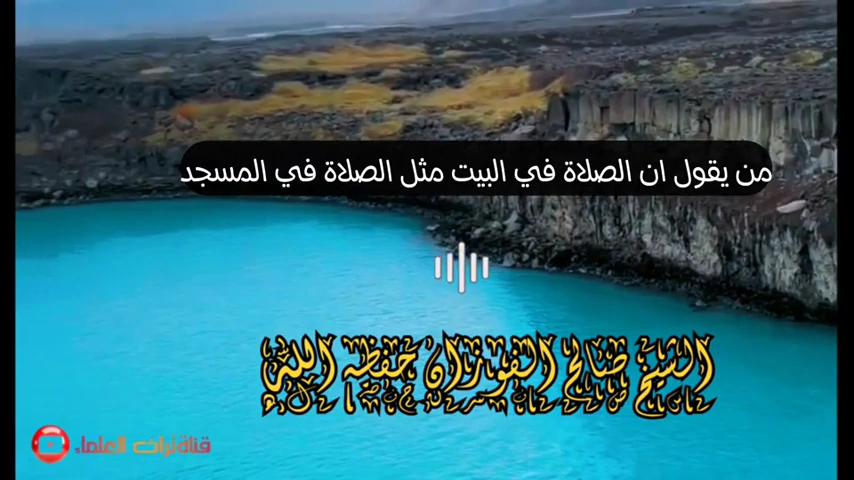 من يقول ان الصلاة في البيت مثل الصلاة في المسجد
الشيخ صالح الفوزان حفظه الله
قناة تراث العلماء